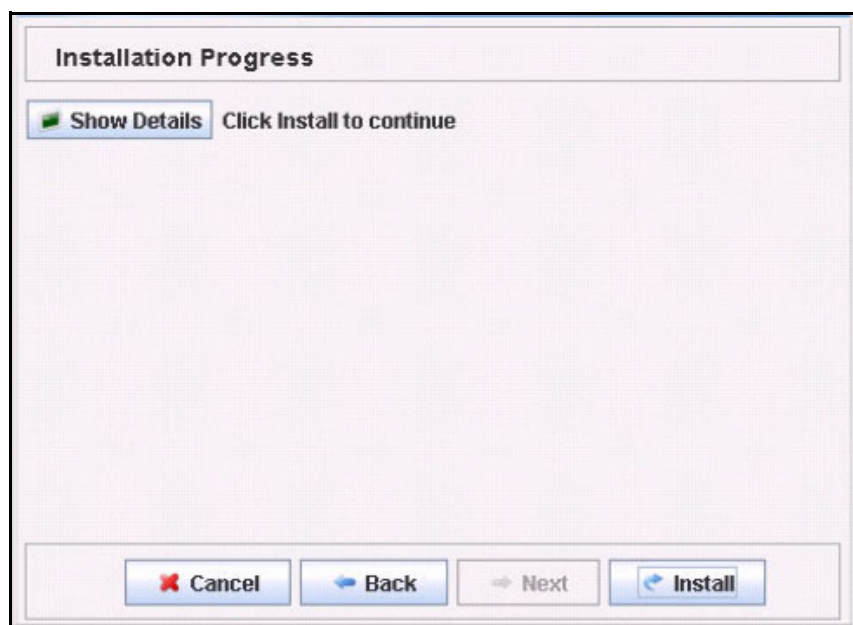 Installation Progress
Show Details Click Install to continue
Cancel Back Next Install